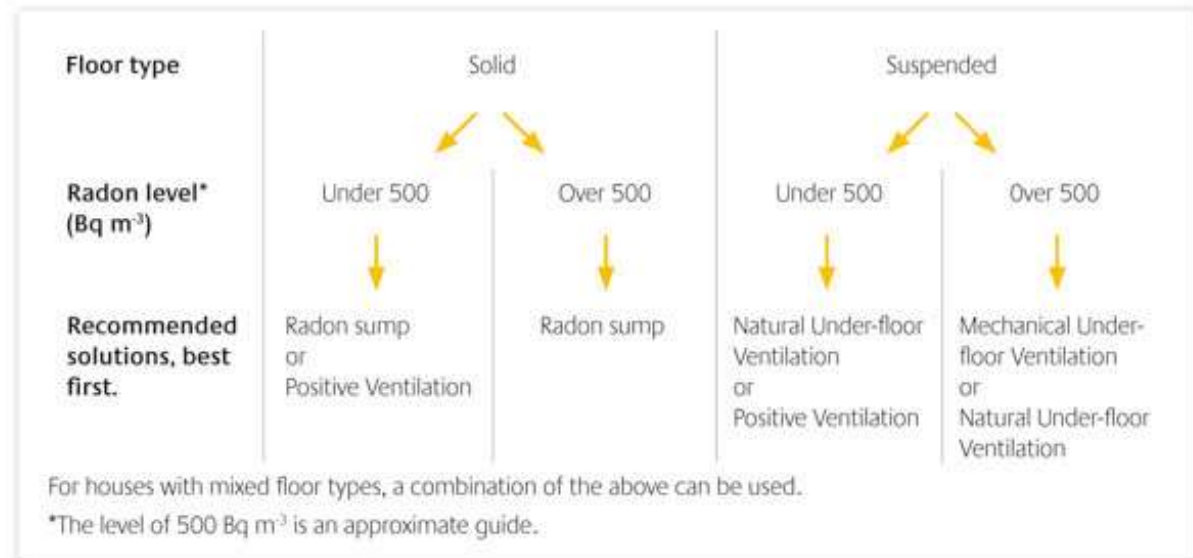 Floor type
Solid
Suspended
Radon level*
(Bq m⁻³)
Under 500
Over 500
Under 500
0ver 500
Recommended
solutions, best
first.
Radon sump
or
Positive Ventilation
Radon sump
Natural Under-floor
Ventilation
or
Positive Ventilation
Mechanical Under-
floor Ventilation
or
Natural Under-floor
Ventilation
For houses with mixed floor types, a combination of the above can be used.
*The level of 500 Bq m⁻³ is an approximate guide.